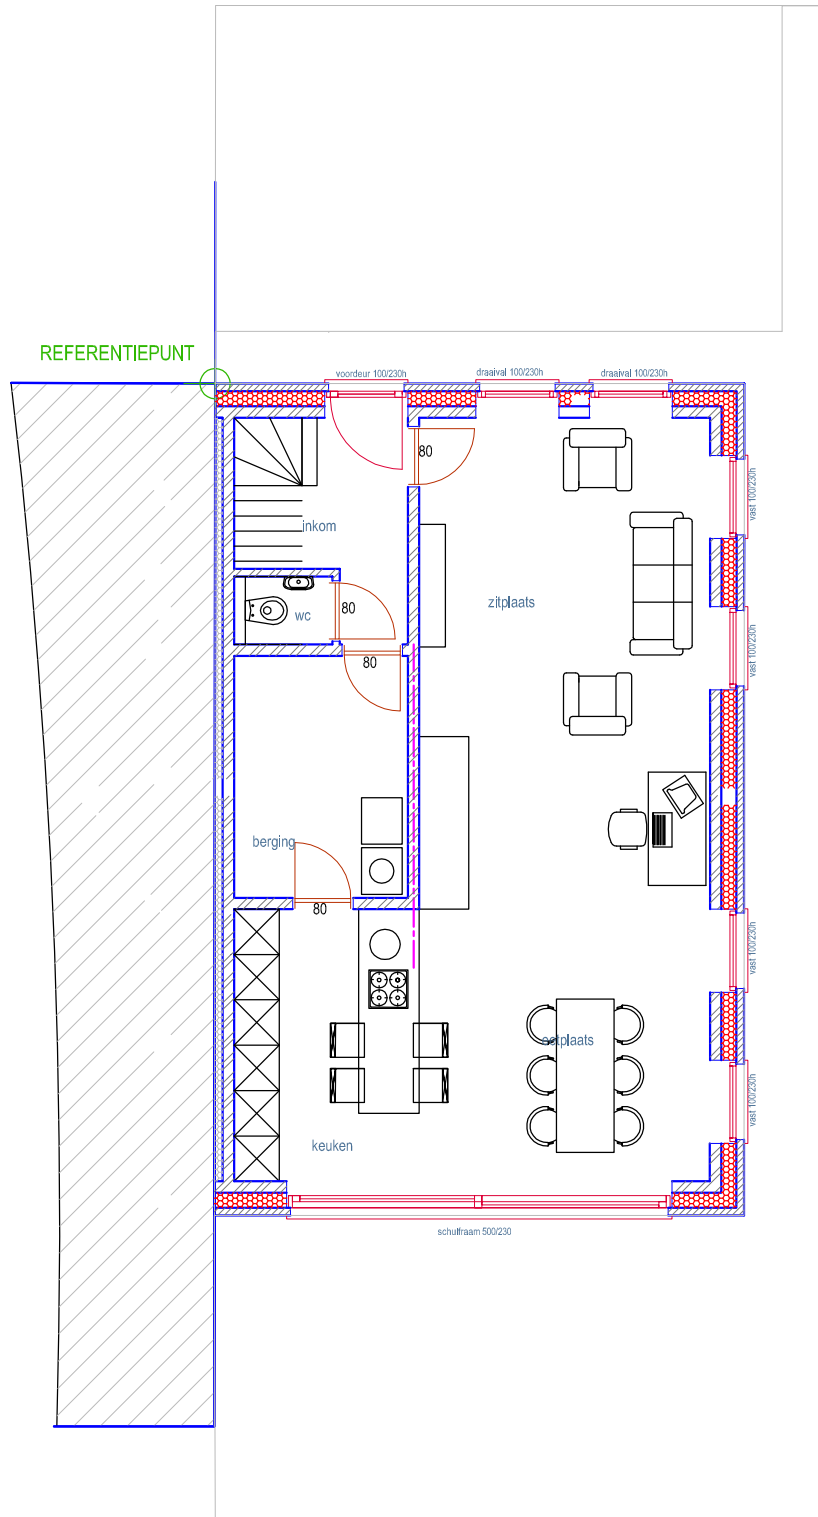 REFERENTIEPUNT
voordeur 100/230h
draaival 100/230h
draaival 100/230h
80
vast 100/230h
inkom
zitplaats
80
wc
vast 100/230h
80
berging
80
vast 100/230h
eetplaats
vast 100/230h
keuken
schuifraam 500/230